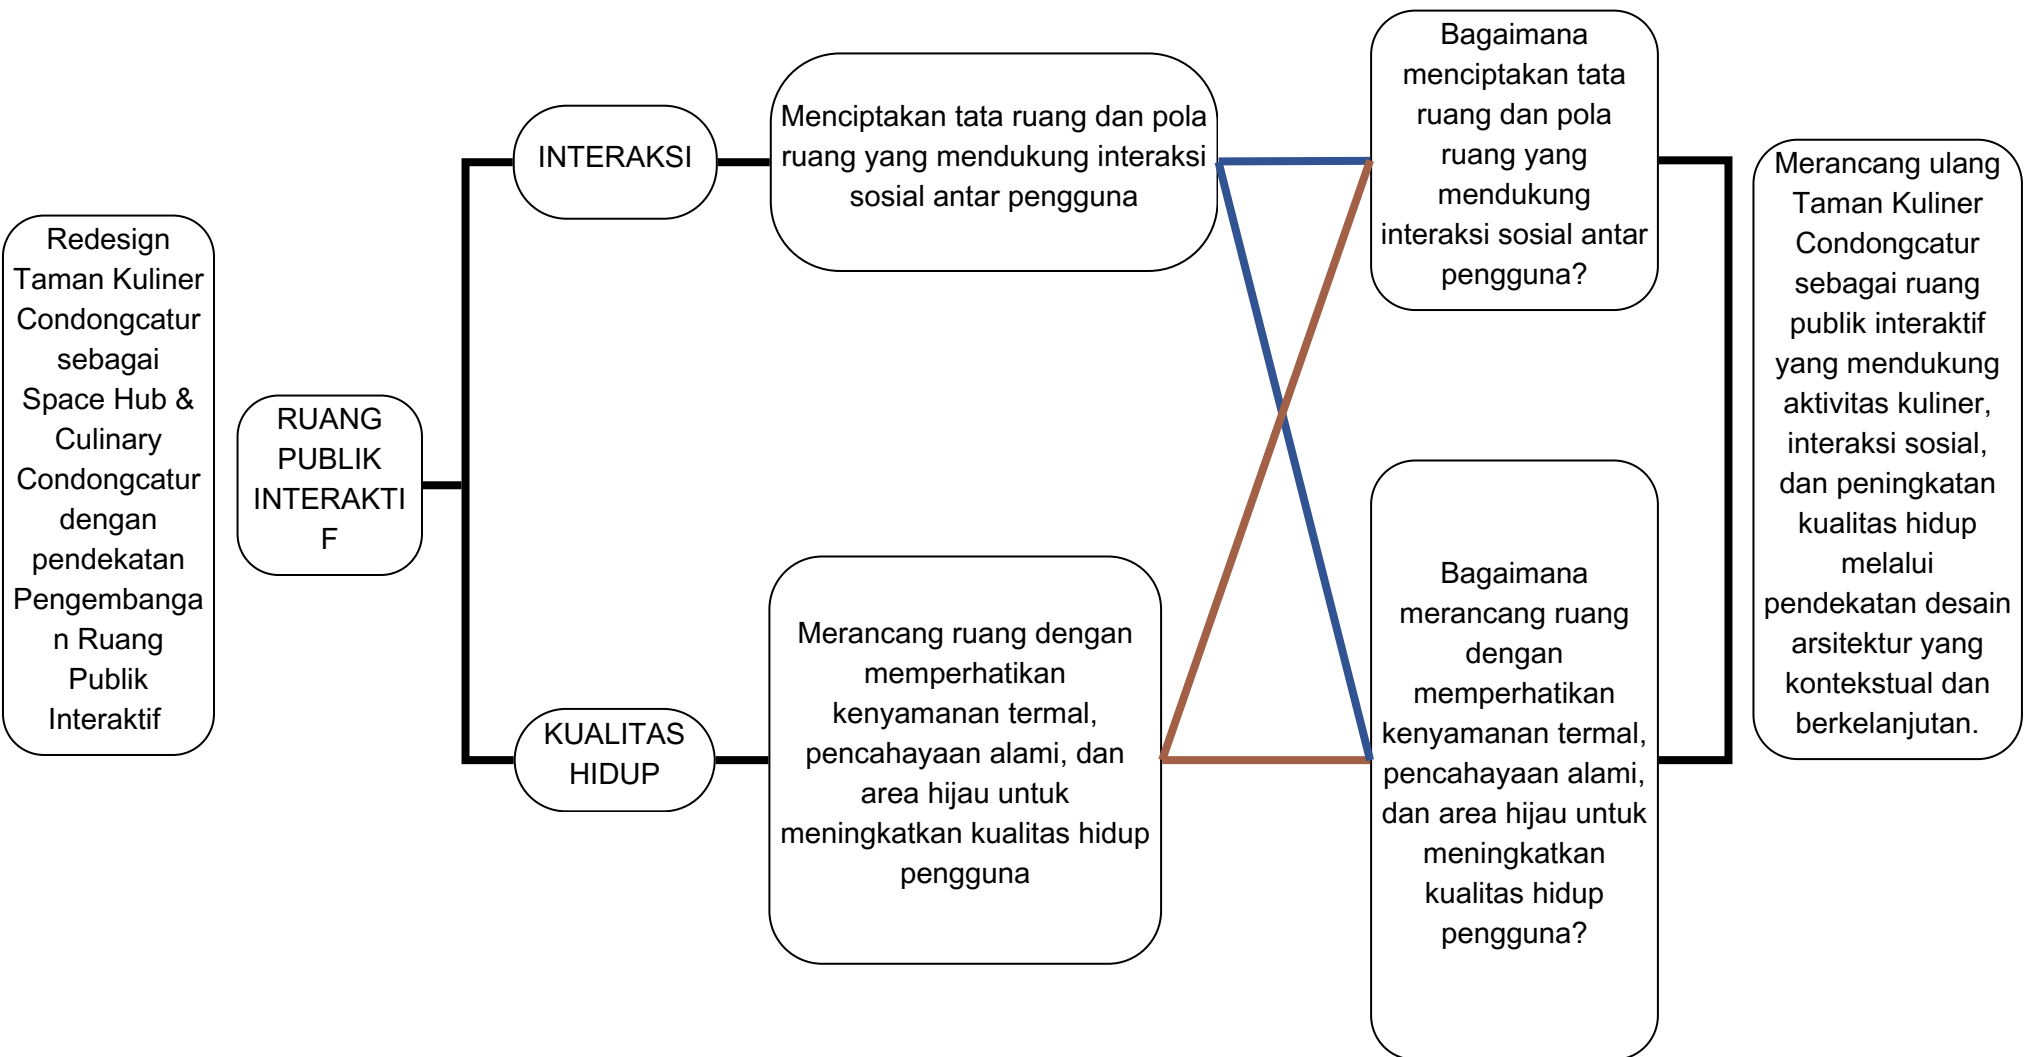 Redesign
Taman Kuliner
Condongcatur
sebagai
Space Hub &
Culinary
Condongcatur
dengan
pendekatan
Pengembanga
n Ruang
Publik
Interaktif
RUANG
PUBLIK
INTERAKTI
F
INTERAKSI
Menciptakan tata ruang dan pola
ruang yang mendukung interaksi
sosial antar pengguna
KUALITAS
HIDUP
Merancang ruang dengan
memperhatikan
kenyamanan termal,
pencahayaan alami, dan
area hijau untuk
meningkatkan kualitas hidup
pengguna
Bagaimana
menciptakan tata
ruang dan pola
ruang yang
mendukung
interaksi sosial antar
pengguna?
Bagaimana
merancang ruang
dengan
memperhatikan
kenyamanan termal,
pencahayaan alami,
dan area hijau untuk
meningkatkan
kualitas hidup
pengguna?
Merancang ulang
Taman Kuliner
Condongcatur
sebagai ruang
publik interaktif
yang mendukung
aktivitas kuliner,
interaksi sosial,
dan peningkatan
kualitas hidup
melalui
pendekatan desain
arsitektur yang
kontekstual dan
berkelanjutan.